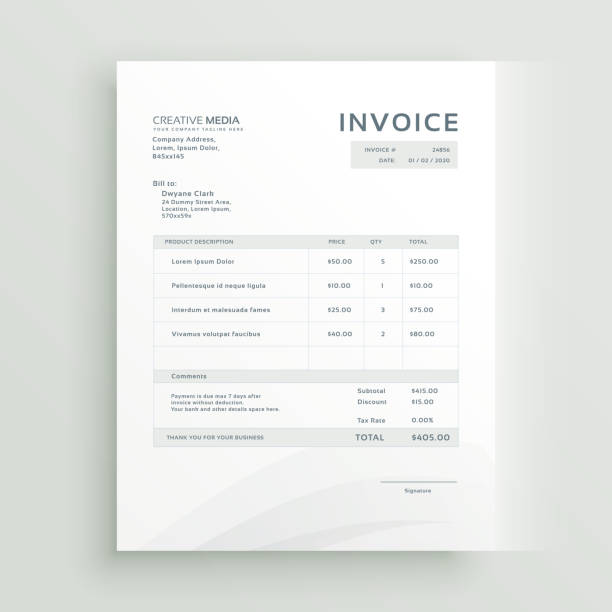 CREATIVE MEDIA
YOUR COMPANY TAGLINE HERE
Company Address,
Lorem, Ipsum Dolor,
845xx145
INVOICE
INVOICE # 24856
DATE: 01 / 02 / 2020
Bill to:
Dwyane Clark
24 Dummy Street Area,
Location, Lorem Ipsum,
570xx59x
PRODUCT DESCRIPTION PRICE QTY TOTAL
Lorem Ipsum Dolor $50.00 5 $250.00
Pellentesque id neque ligula $10.00 1 $10.00
Interdum et malesuada fames $25.00 3 $75.00
Vivamus volutpat faucibus $40.00 2 $80.00
Comments
Payment is due max 7 days after
invoice without deduction.
Your bank and other details space here.
Subtotal $415.00
Discount $15.00
Tax Rate 0.00%
THANK YOU FOR YOUR BUSINESS TOTAL $405.00
Signature